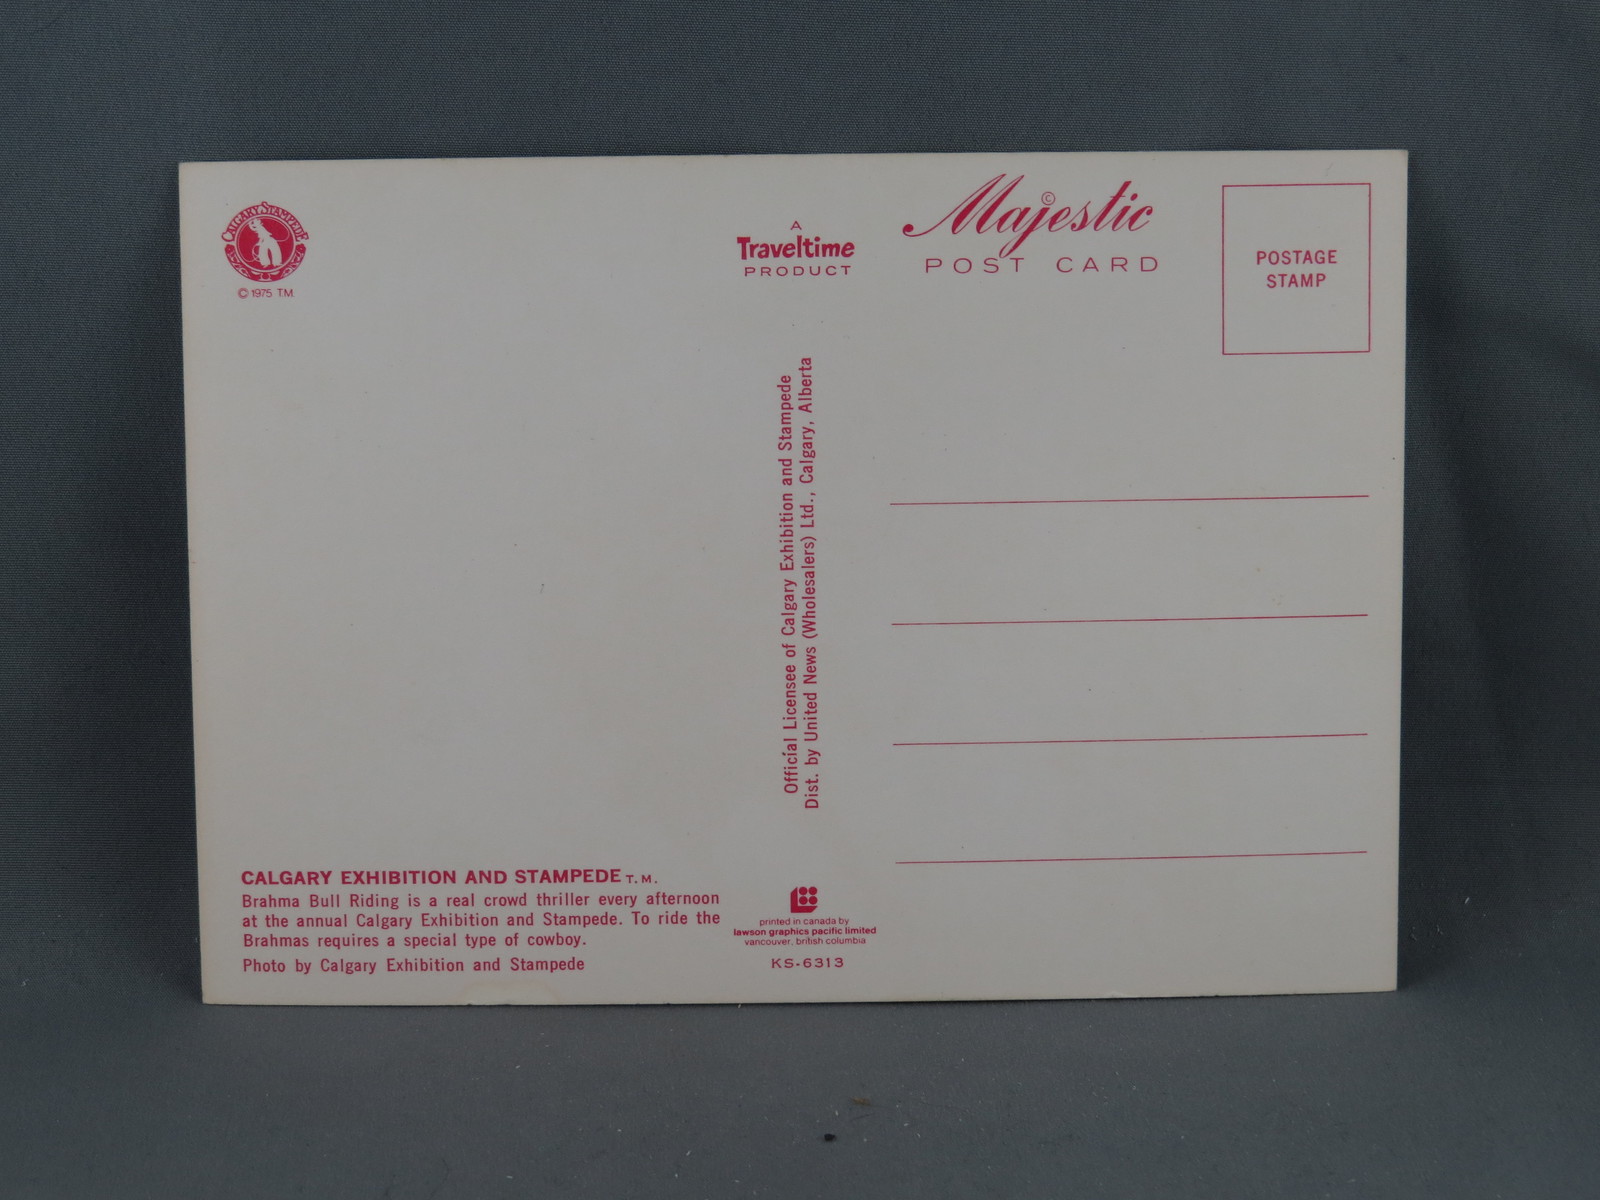 CALGARY STAMPEDE
© 1975 T.M.
A
Traveltime
PRODUCT
Majestic ©
POST CARD
POSTAGE
STAMP
Official Licensee of Calgary Exhibition and Stampede
Dist. by United News (Wholesalers) Ltd., Calgary, Alberta
CALGARY EXHIBITION AND STAMPEDE T.M.
Brahma Bull Riding is a real crowd thriller every afternoon
at the annual Calgary Exhibition and Stampede. To ride the
Brahmas requires a special type of cowboy.
Photo by Calgary Exhibition and Stampede
printed in canada by
lawson graphics pacific limited
vancouver, british columbia
KS-6313